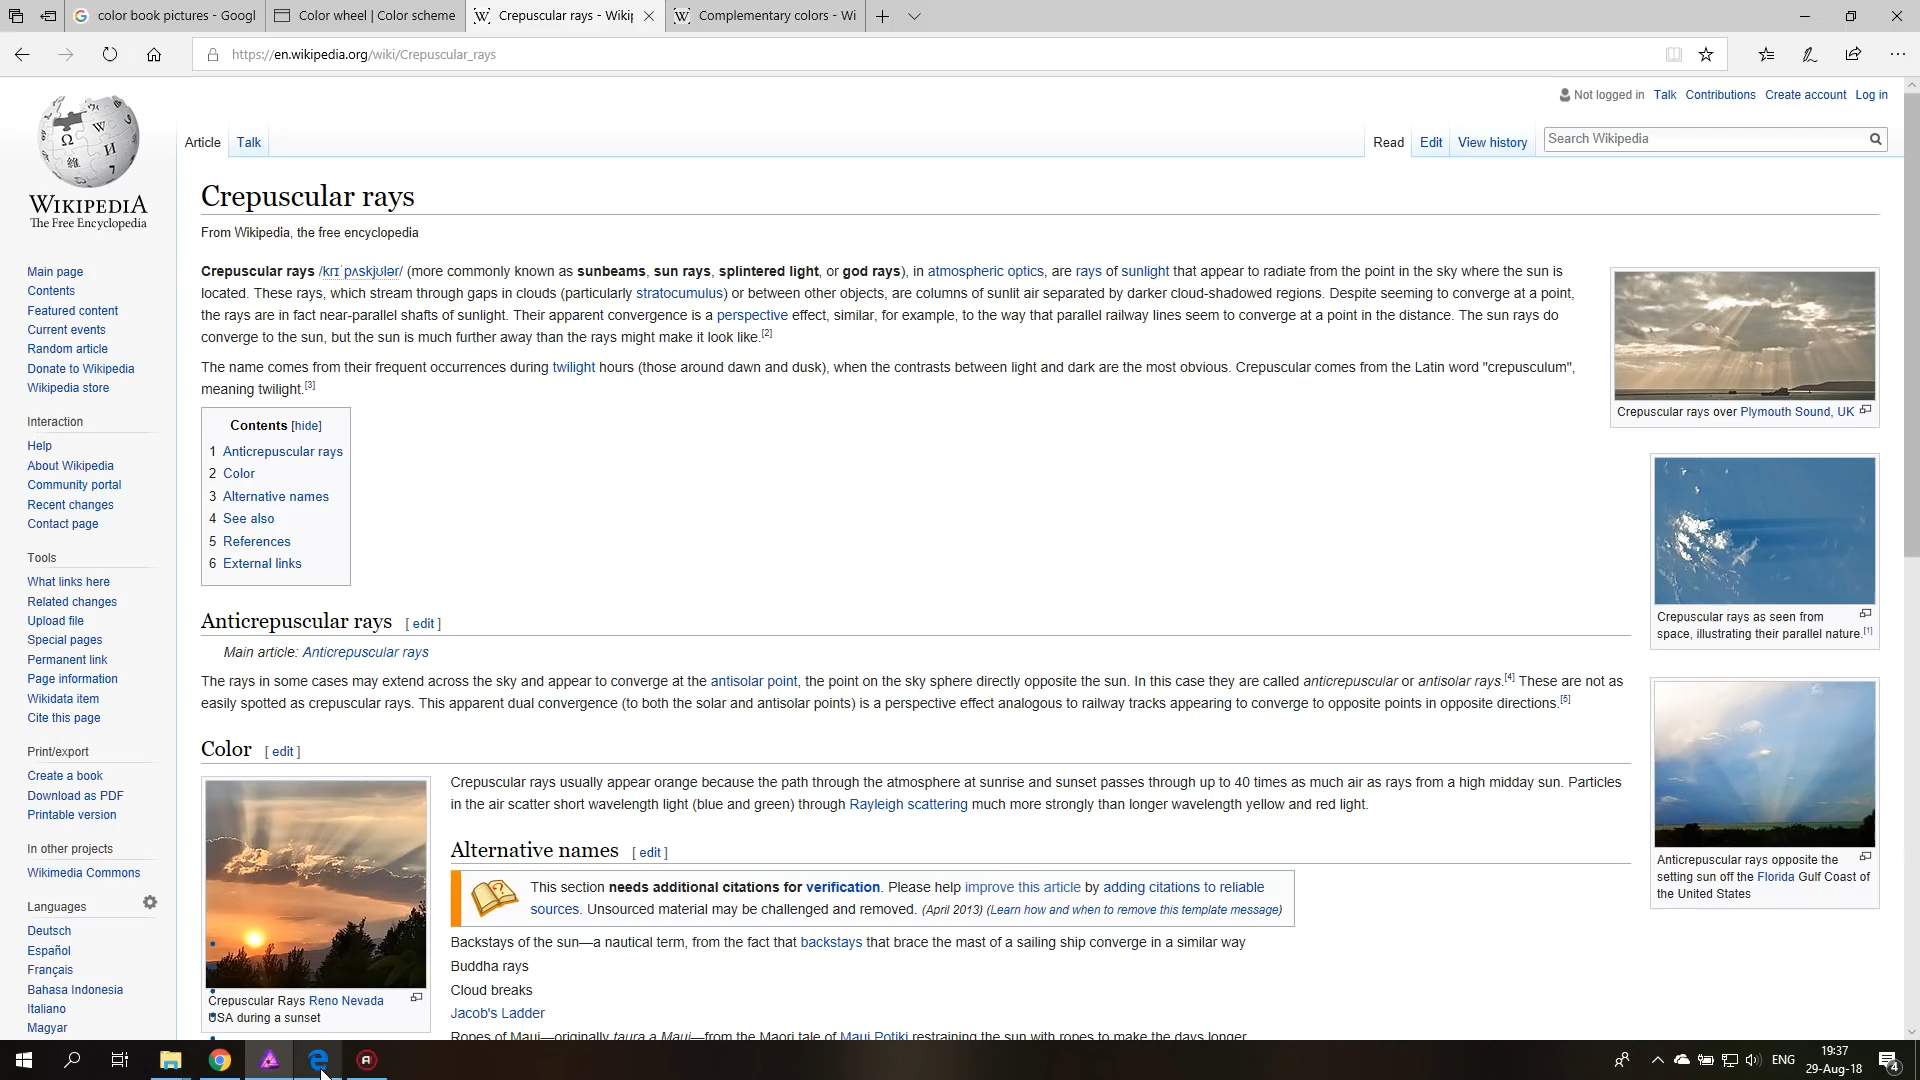 color book pictures - Googl
Color wheel | Color scheme
Crepuscular rays - Wikip
Complementary colors - Wi
https://en.wikipedia.org/wiki/Crepuscular_rays
WIKIPEDIA
The Free Encyclopedia
Not logged in Talk Contributions Create account Log in
Article Talk
Read Edit View history
Search Wikipedia
Main page
Contents
Featured content
Current events
Random article
Donate to Wikipedia
Wikipedia store
Interaction
Help
About Wikipedia
Community portal
Recent changes
Contact page
Tools
What links here
Related changes
Upload file
Special pages
Permanent link
Page information
Wikidata item
Cite this page
Print/export
Create a book
Download as PDF
Printable version
In other projects
Wikimedia Commons
Languages
Deutsch
Español
Français
Bahasa Indonesia
Italiano
Magyar
Crepuscular rays
From Wikipedia, the free encyclopedia
Crepuscular rays /krɪˈpʌskjʊlər/ (more commonly known as sunbeams, sun rays, splintered light, or god rays), in atmospheric optics, are rays of sunlight that appear to radiate from the point in the sky where the sun is
located. These rays, which stream through gaps in clouds (particularly stratocumulus) or between other objects, are columns of sunlit air separated by darker cloud-shadowed regions. Despite seeming to converge at a point,
the rays are in fact near-parallel shafts of sunlight. Their apparent convergence is a perspective effect, similar, for example, to the way that parallel railway lines seem to converge at a point in the distance. The sun rays do
converge to the sun, but the sun is much further away than the rays might make it look like.[2]
The name comes from their frequent occurrences during twilight hours (those around dawn and dusk), when the contrasts between light and dark are the most obvious. Crepuscular comes from the Latin word "crepusculum",
meaning twilight.[3]
Contents [hide]
1 Anticrepuscular rays
2 Color
3 Alternative names
4 See also
5 References
6 External links
Crepuscular rays over Plymouth Sound, UK
Crepuscular rays as seen from
space, illustrating their parallel nature.[1]
Anticrepuscular rays opposite the
setting sun off the Florida Gulf Coast of
the United States
Anticrepuscular rays [ edit ]
Main article: Anticrepuscular rays
The rays in some cases may extend across the sky and appear to converge at the antisolar point, the point on the sky sphere directly opposite the sun. In this case they are called anticrepuscular or antisolar rays.[4] These are not as
easily spotted as crepuscular rays. This apparent dual convergence (to both the solar and antisolar points) is a perspective effect analogous to railway tracks appearing to converge to opposite points in opposite directions.[5]
Color [ edit ]
Crepuscular Rays Reno Nevada
USA during a sunset
Crepuscular rays usually appear orange because the path through the atmosphere at sunrise and sunset passes through up to 40 times as much air as rays from a high midday sun. Particles
in the air scatter short wavelength light (blue and green) through Rayleigh scattering much more strongly than longer wavelength yellow and red light.
Alternative names [ edit ]
This section needs additional citations for verification. Please help improve this article by adding citations to reliable
sources. Unsourced material may be challenged and removed. (April 2013) (Learn how and when to remove this template message)
Backstays of the sun—a nautical term, from the fact that backstays that brace the mast of a sailing ship converge in a similar way
Buddha rays
Cloud breaks
Jacob's Ladder
Ropes of Maui—originally taura a Maui—from the Maori tale of Maui Potiki restraining the sun with ropes to make the days longer
ENG
19:37
29-Aug-18
4